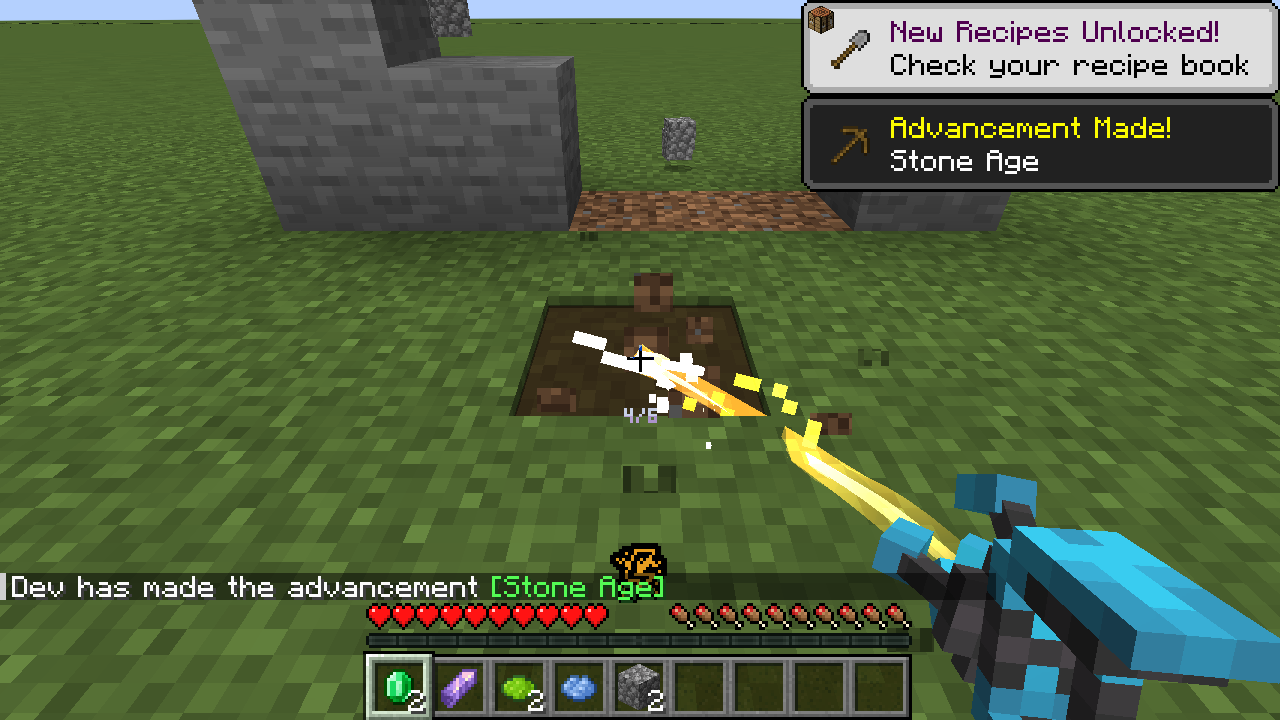 New Recipes Unlocked!
Check your recipe book
Advancement Made!
Stone Age
4/6
Dev has made the advancement [Stone Age]
2
2
2